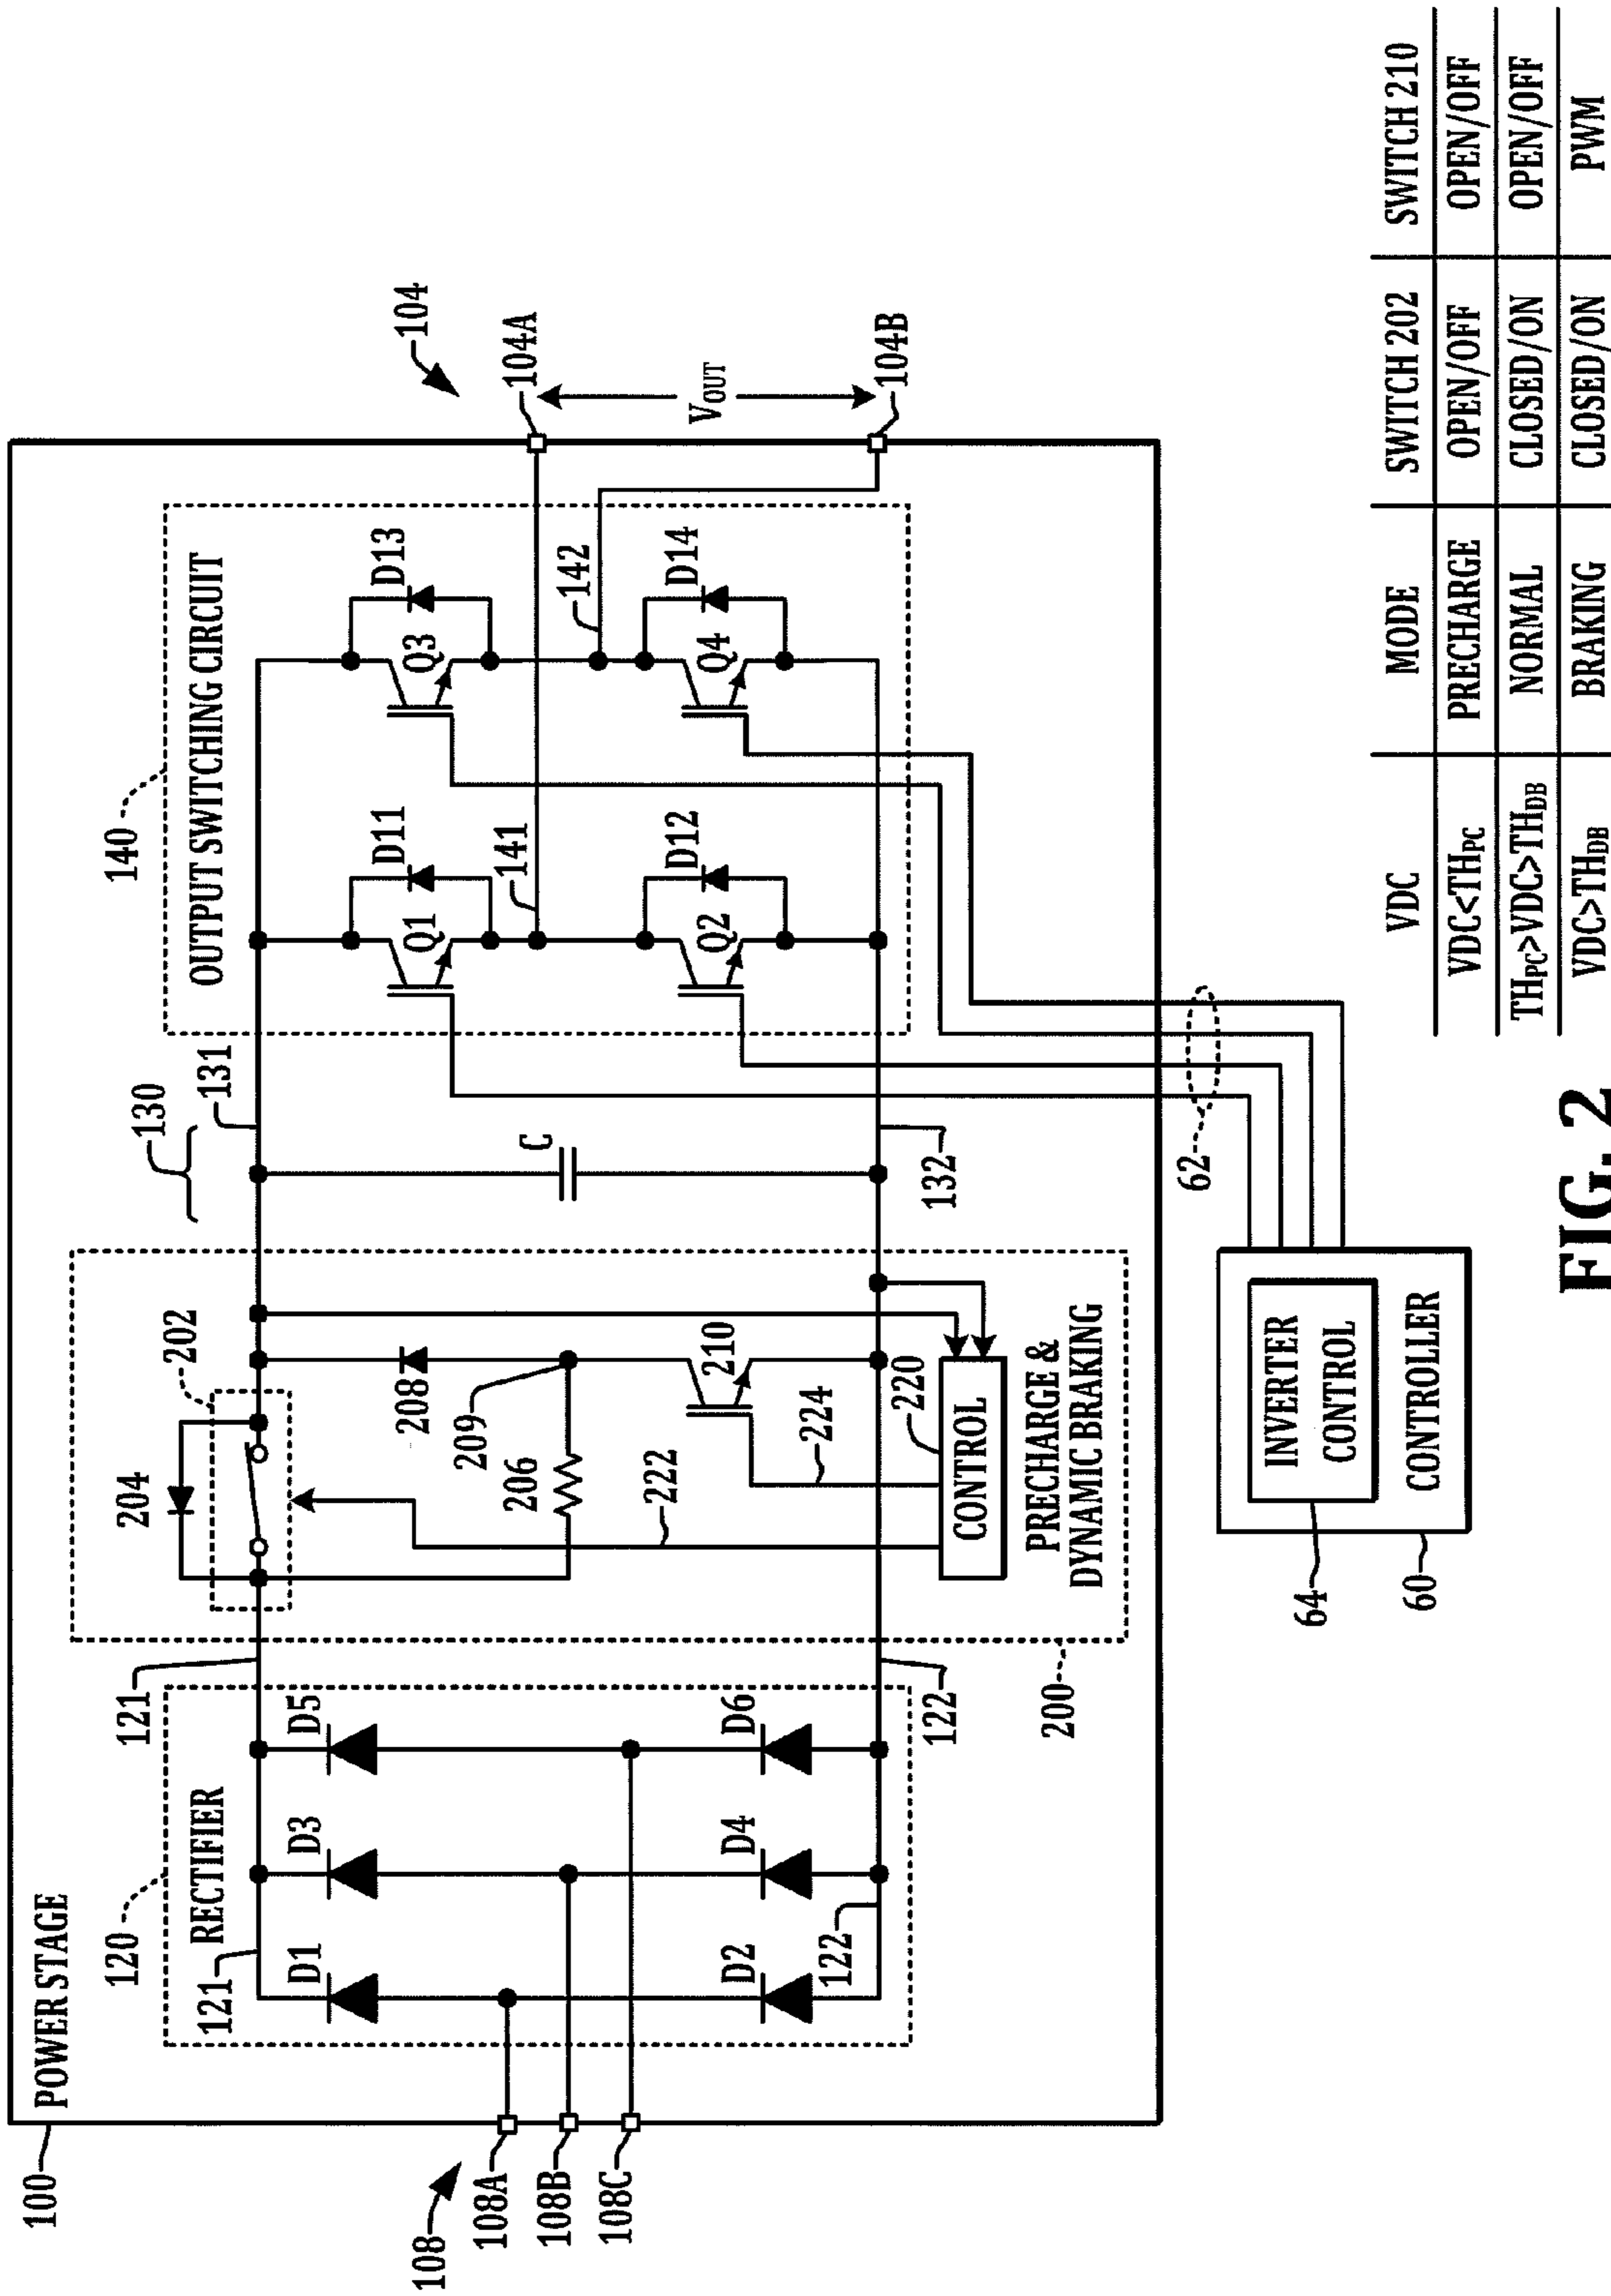 100
POWER STAGE
108
108A
108B
108C
120
RECTIFIER
121
D1
D3
D5
D2
D4
D6
122
121
122
200
204
202
208
209
206
210
222
224
220
CONTROL
PRECHARGE &
DYNAMIC BRAKING
130
131
C
132
140
OUTPUT SWITCHING CIRCUIT
Q1
D11
Q3
D13
141
142
Q2
D12
Q4
D14
104
104A
VOUT
104B
62
INVERTER
CONTROL
CONTROLLER
64
60
VDC MODE SWITCH 202 SWITCH 210
VDC<THPC PRECHARGE OPEN/OFF OPEN/OFF
THPC>VDC>THDB NORMAL CLOSED/ON OPEN/OFF
VDC>THDB BRAKING CLOSED/ON PWM
FIG. 2